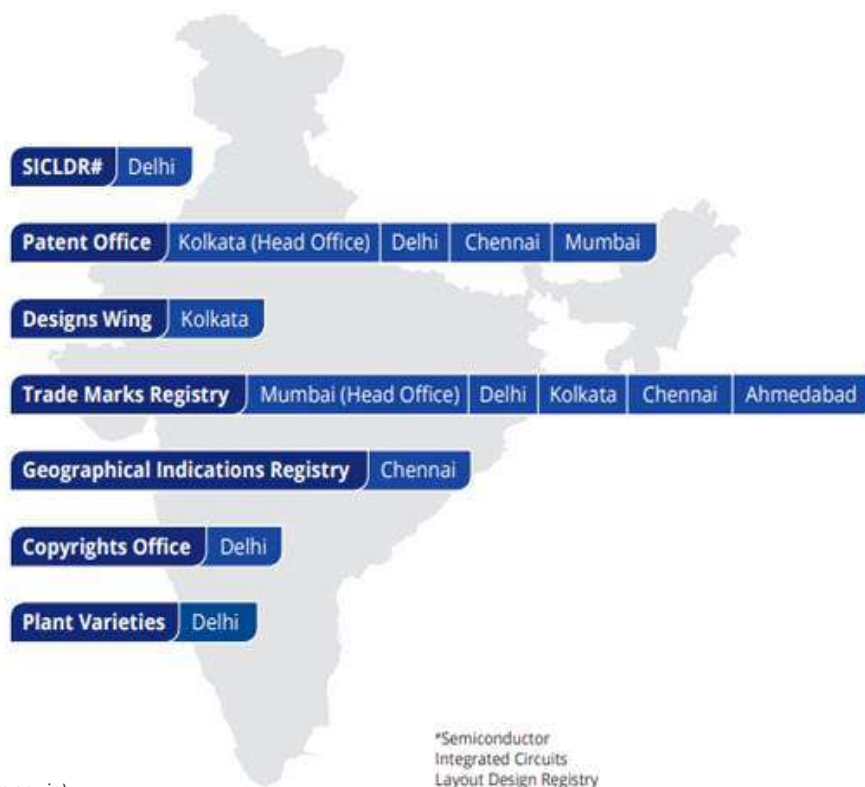 SICLDR# Delhi
Patent Office Kolkata (Head Office) Delhi Chennai Mumbai
Designs Wing Kolkata
Trade Marks Registry Mumbai (Head Office) Delhi Kolkata Chennai Ahmedabad
Geographical Indications Registry Chennai
Copyrights Office Delhi
Plant Varieties Delhi
*Semiconductor
Integrated Circuits
Layout Design Registry